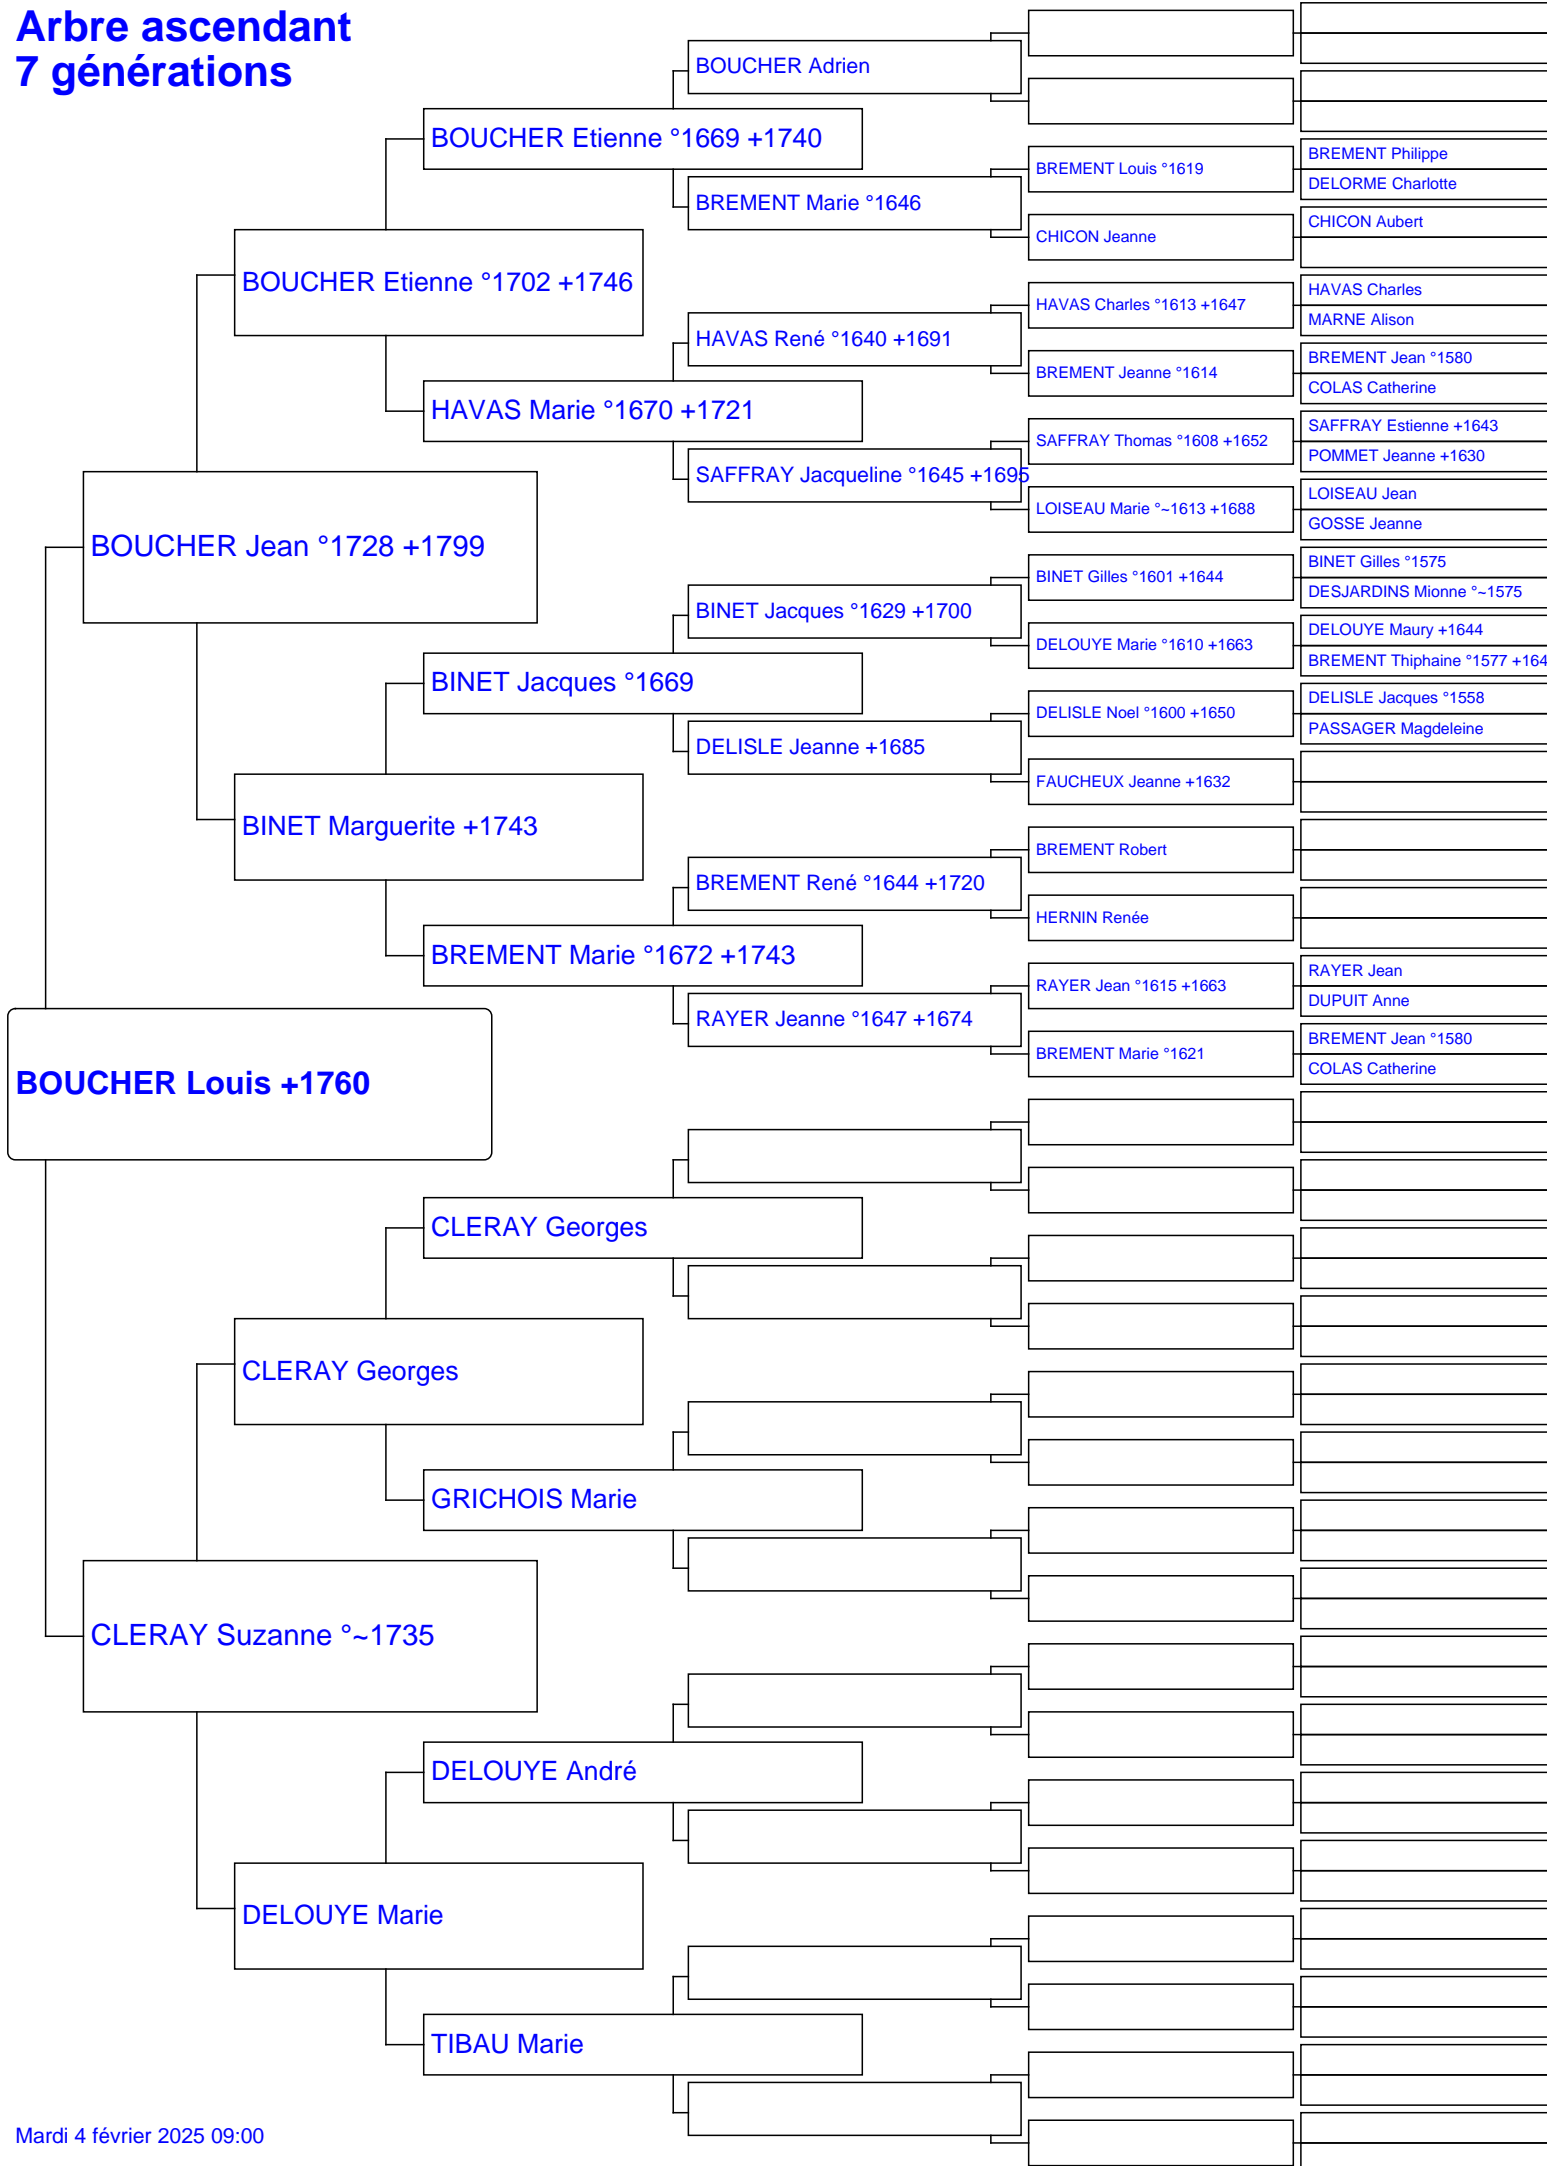 Arbre ascendant
7 générations
BOUCHER Adrien
BOUCHER Etienne °1669 +1740
BREMENT Philippe
BREMENT Louis °1619
DELORME Charlotte
BREMENT Marie °1646
CHICON Aubert
CHICON Jeanne
BOUCHER Etienne °1702 +1746
HAVAS Charles
HAVAS Charles °1613 +1647
MARNE Alison
HAVAS René °1640 +1691
BREMENT Jean °1580
BREMENT Jeanne °1614
COLAS Catherine
HAVAS Marie °1670 +1721
SAFFRAY Estienne +1643
SAFFRAY Thomas °1608 +1652
POMMET Jeanne +1630
SAFFRAY Jacqueline °1645 +1695
LOISEAU Jean
LOISEAU Marie °~1613 +1688
GOSSE Jeanne
BOUCHER Jean °1728 +1799
BINET Gilles °1575
BINET Gilles °1601 +1644
DESJARDINS Mionne °~1575
BINET Jacques °1629 +1700
DELOUYE Maury +1644
DELOUYE Marie °1610 +1663
BREMENT Thiphaine °1577 +164
BINET Jacques °1669
DELISLE Jacques °1558
DELISLE Noel °1600 +1650
PASSAGER Magdeleine
DELISLE Jeanne +1685
FAUCHEUX Jeanne +1632
BINET Marguerite +1743
BREMENT Robert
BREMENT René °1644 +1720
HERNIN Renée
BREMENT Marie °1672 +1743
RAYER Jean
RAYER Jean °1615 +1663
DUPUIT Anne
RAYER Jeanne °1647 +1674
BREMENT Jean °1580
BREMENT Marie °1621
COLAS Catherine
BOUCHER Louis +1760
CLERAY Georges
CLERAY Georges
GRICHOIS Marie
CLERAY Suzanne °~1735
DELOUYE André
DELOUYE Marie
TIBAU Marie
Mardi 4 février 2025 09:00